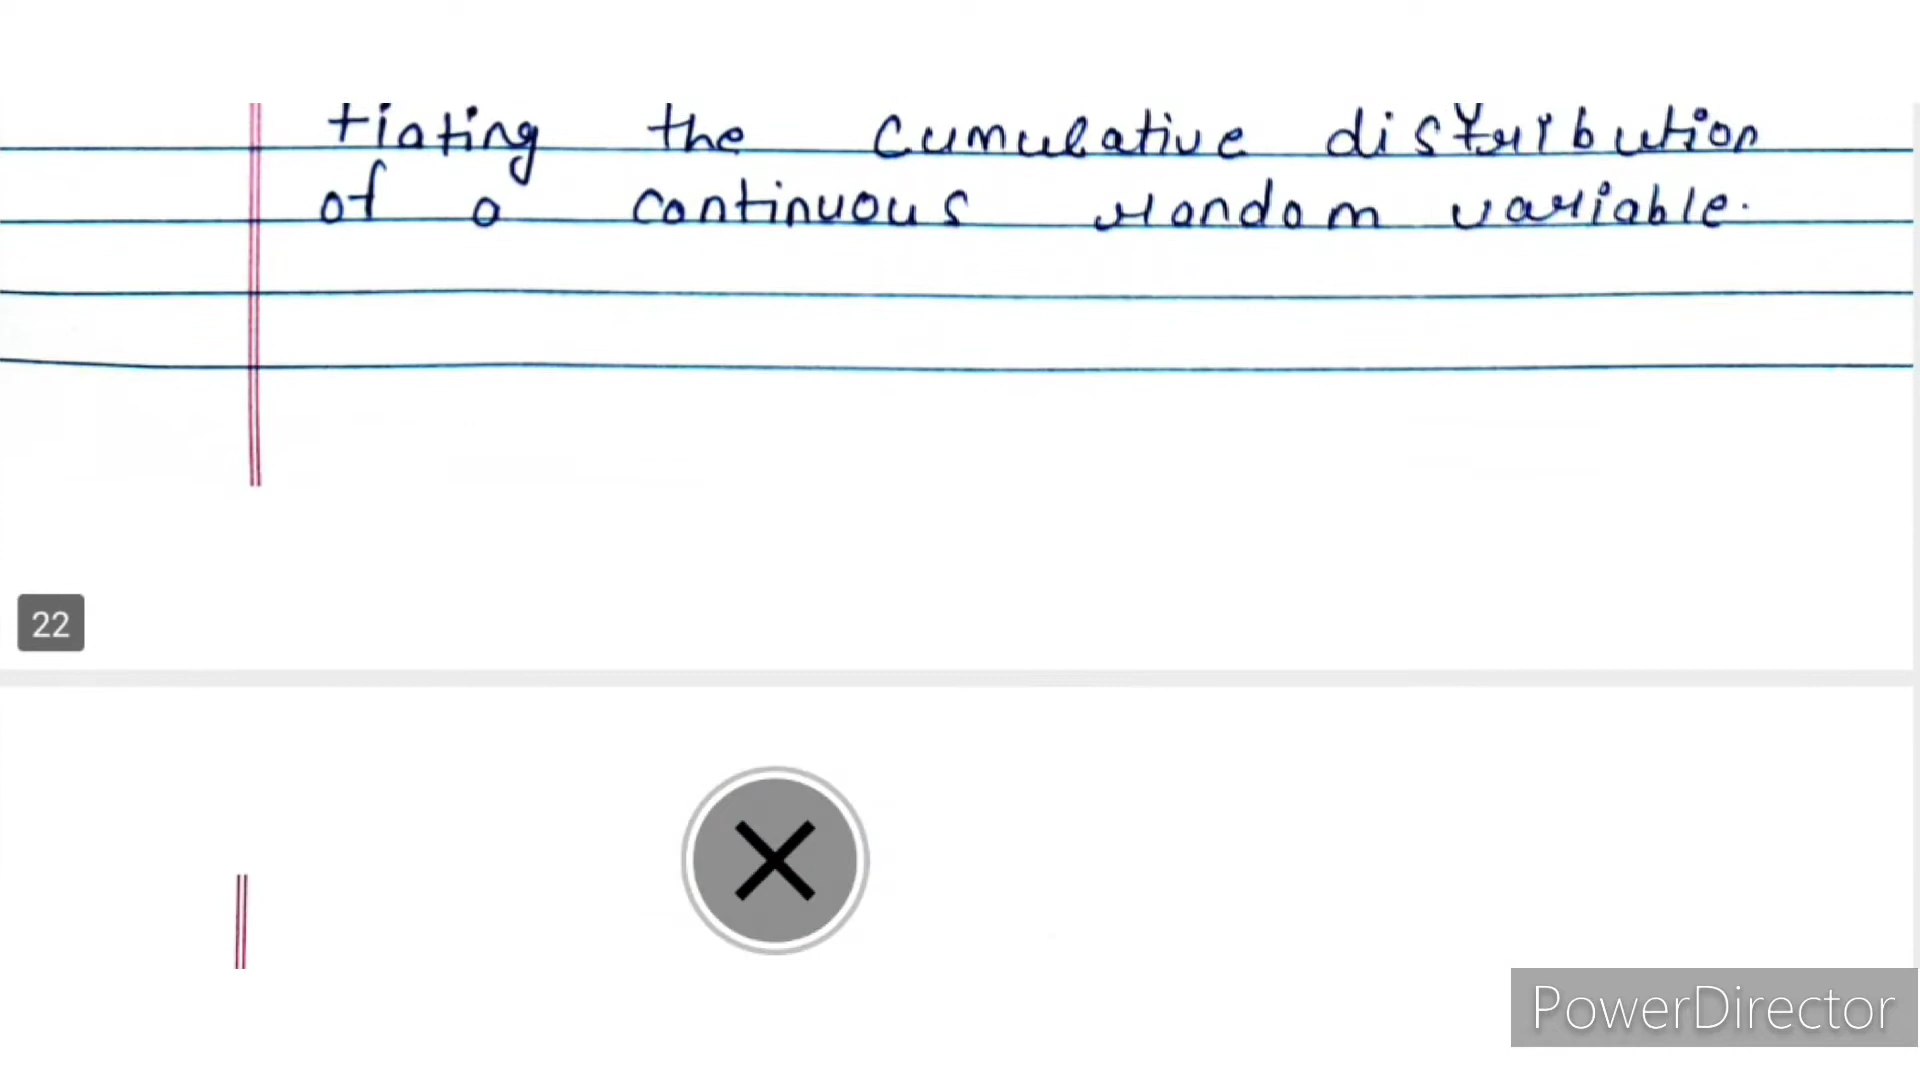 tiating the Cumulative distribution
of a continuous random variable.
22
PowerDirector